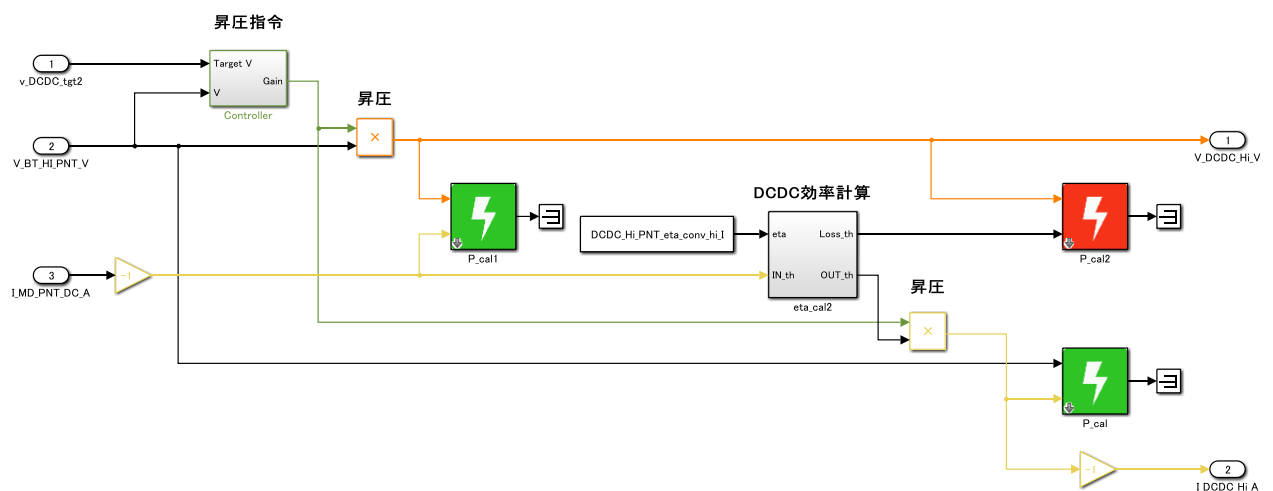 昇圧指令
1
v_DCDC_tgt2
Target V
Gain
V
Controller
昇圧
×
2
V_BT_HI_PNT_V
1
V_DCDC_Hi_V
DCDC効率計算
P_cal1
DCDC_Hi_PNT_eta_conv_hi_I
eta
Loss_th
IN_th
OUT_th
eta_cal2
P_cal2
3
I_MD_PNT_DC_A
-1
昇圧
×
P_cal
-1
2
I_DCDC_Hi_A